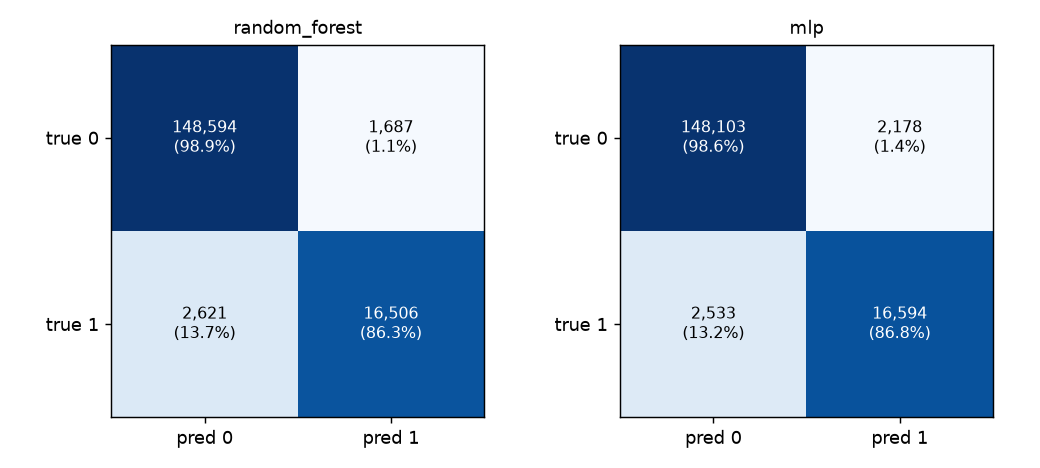 random_forest
true 0
148,594
(98.9%)
1,687
(1.1%)
true 1
2,621
(13.7%)
16,506
(86.3%)
pred 0
pred 1
mlp
true 0
148,103
(98.6%)
2,178
(1.4%)
true 1
2,533
(13.2%)
16,594
(86.8%)
pred 0
pred 1